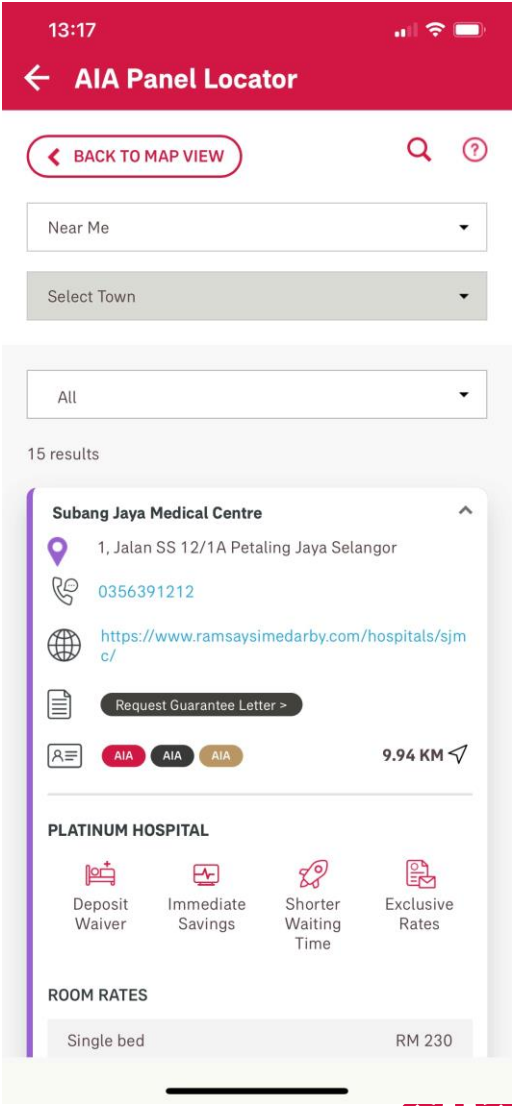 13:17
AIA Panel Locator
BACK TO MAP VIEW
?
Near Me
Select Town
All
15 results
Subang Jaya Medical Centre
1, Jalan SS 12/1A Petaling Jaya Selangor
0356391212
https://www.ramsaysimedarby.com/hospitals/sjm
c/
Request Guarantee Letter >
AIA AIA AIA 9.94 KM
PLATINUM HOSPITAL
Deposit Waiver
Immediate Savings
Shorter Waiting Time
Exclusive Rates
ROOM RATES
Single bed RM 230